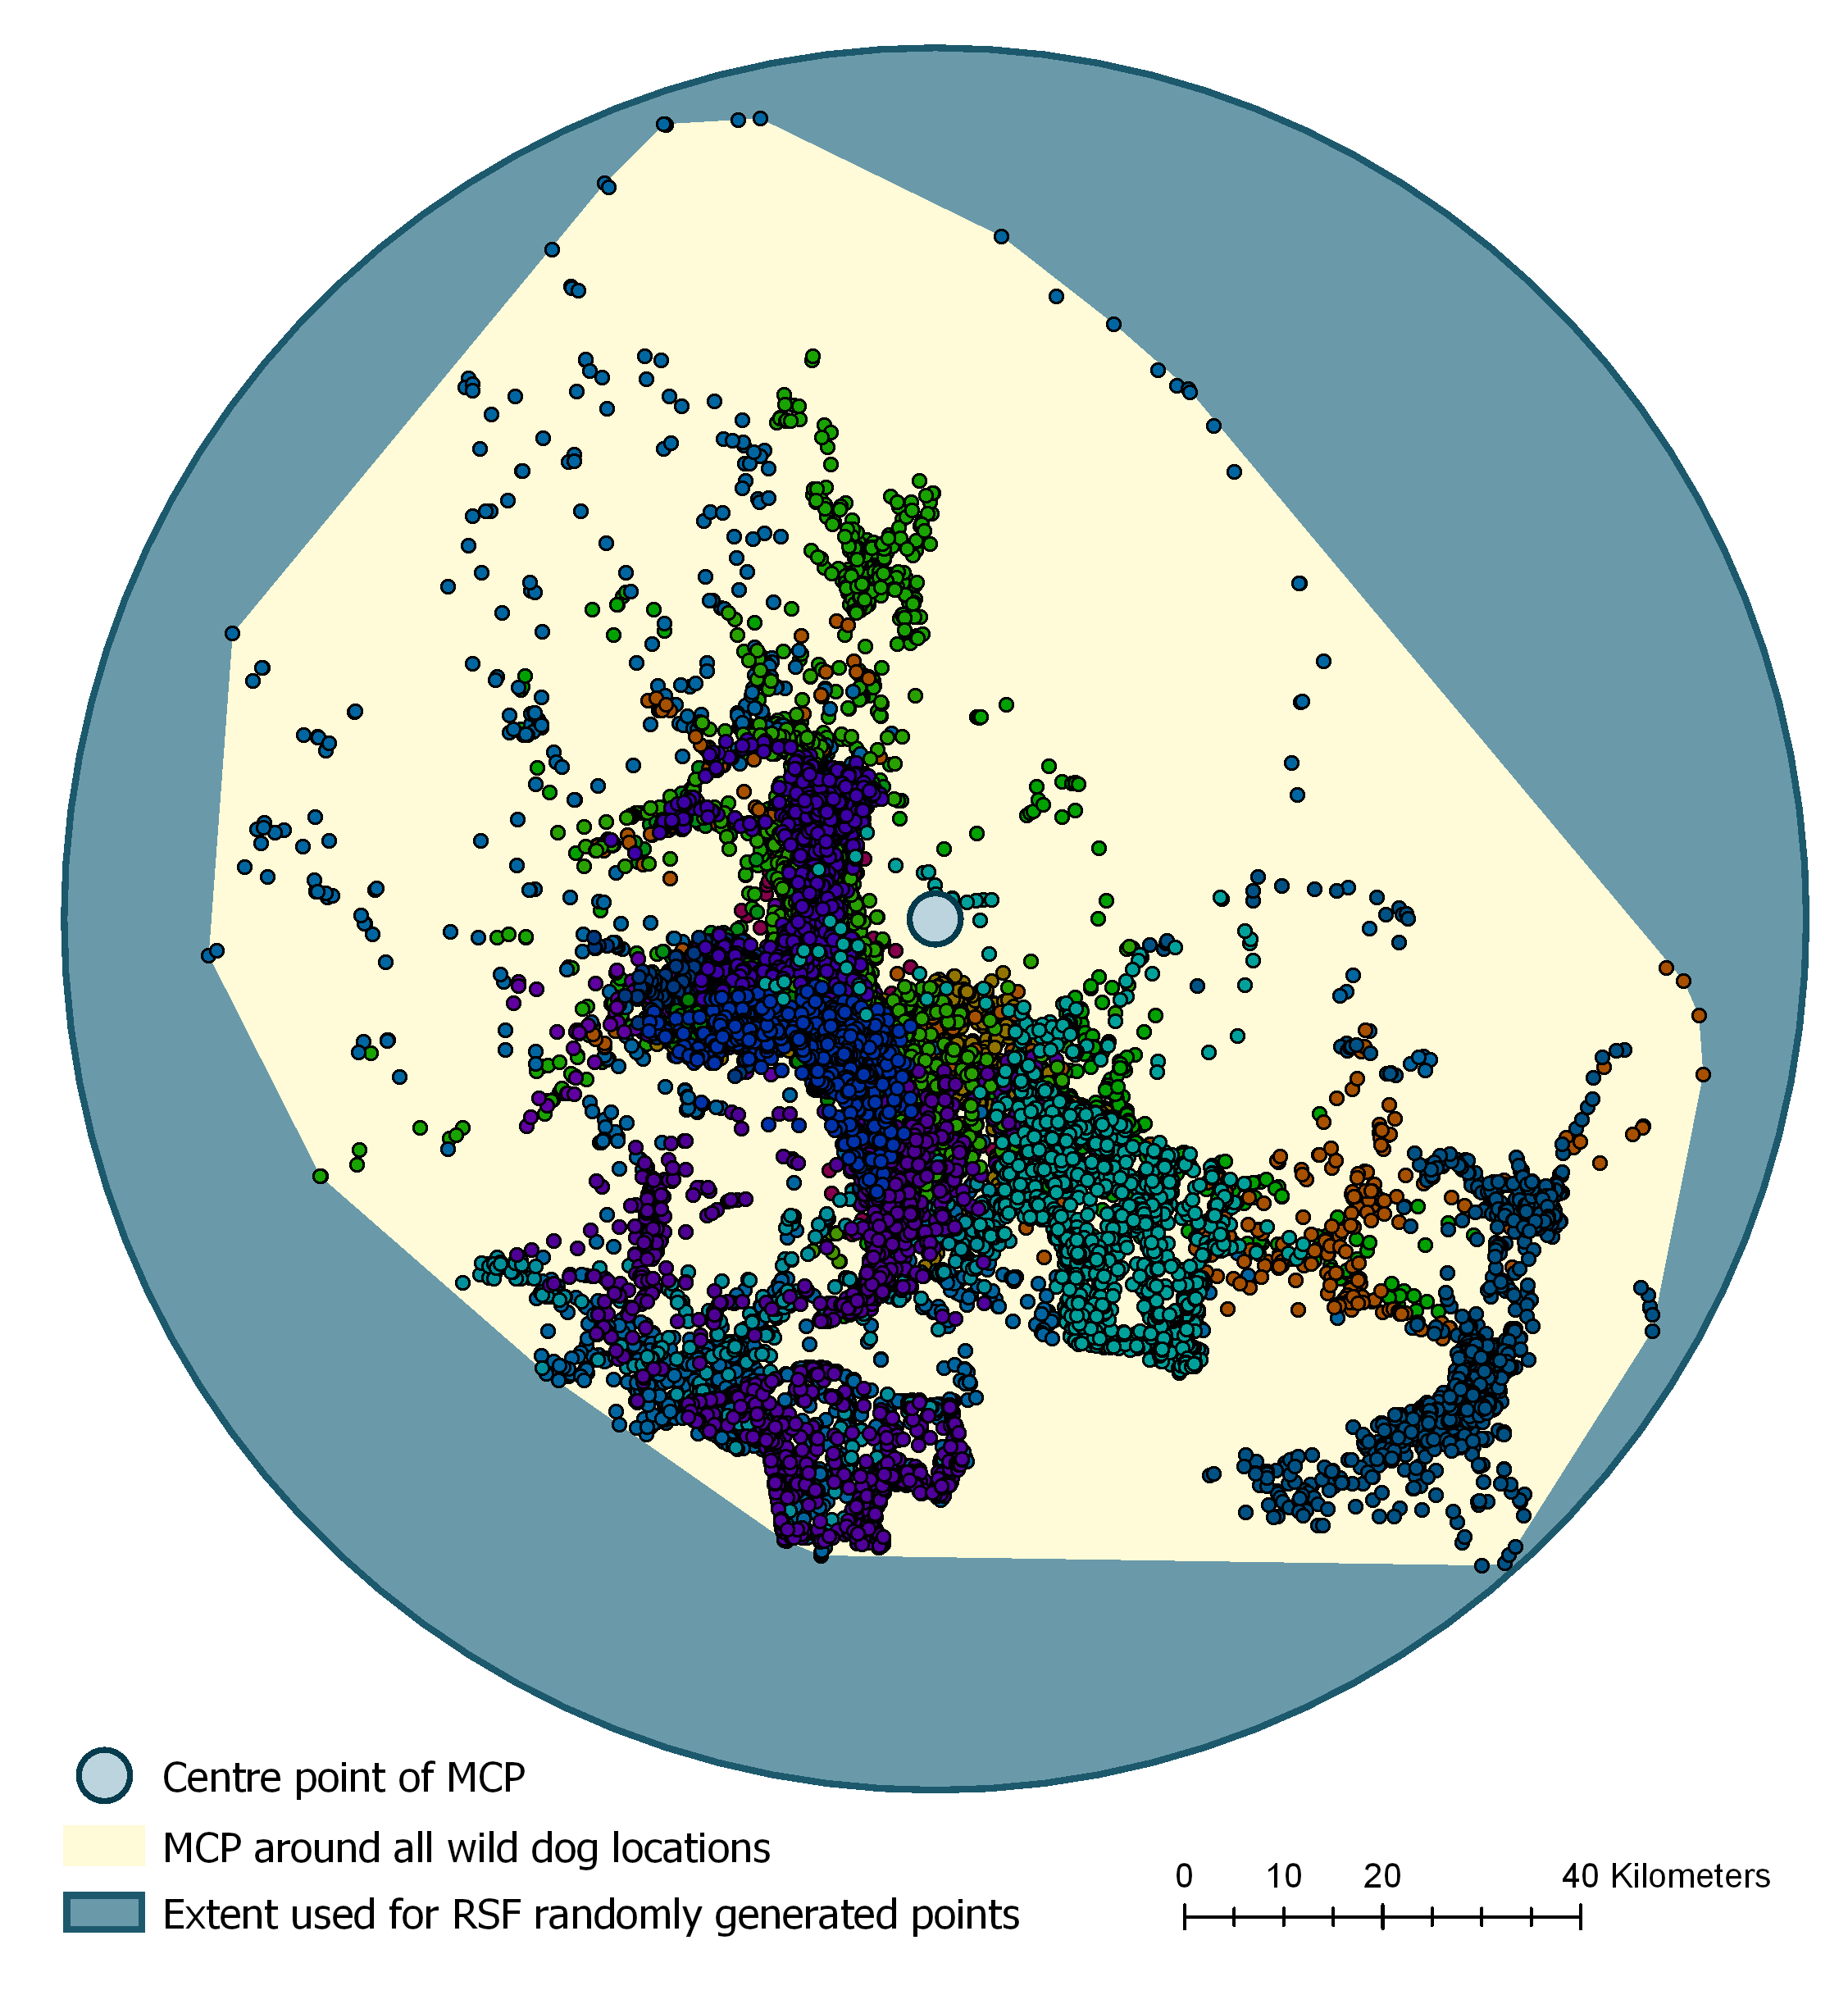 Centre point of MCP
MCP around all wild dog locations
Extent used for RSF randomly generated points
0 10 20 40 Kilometers